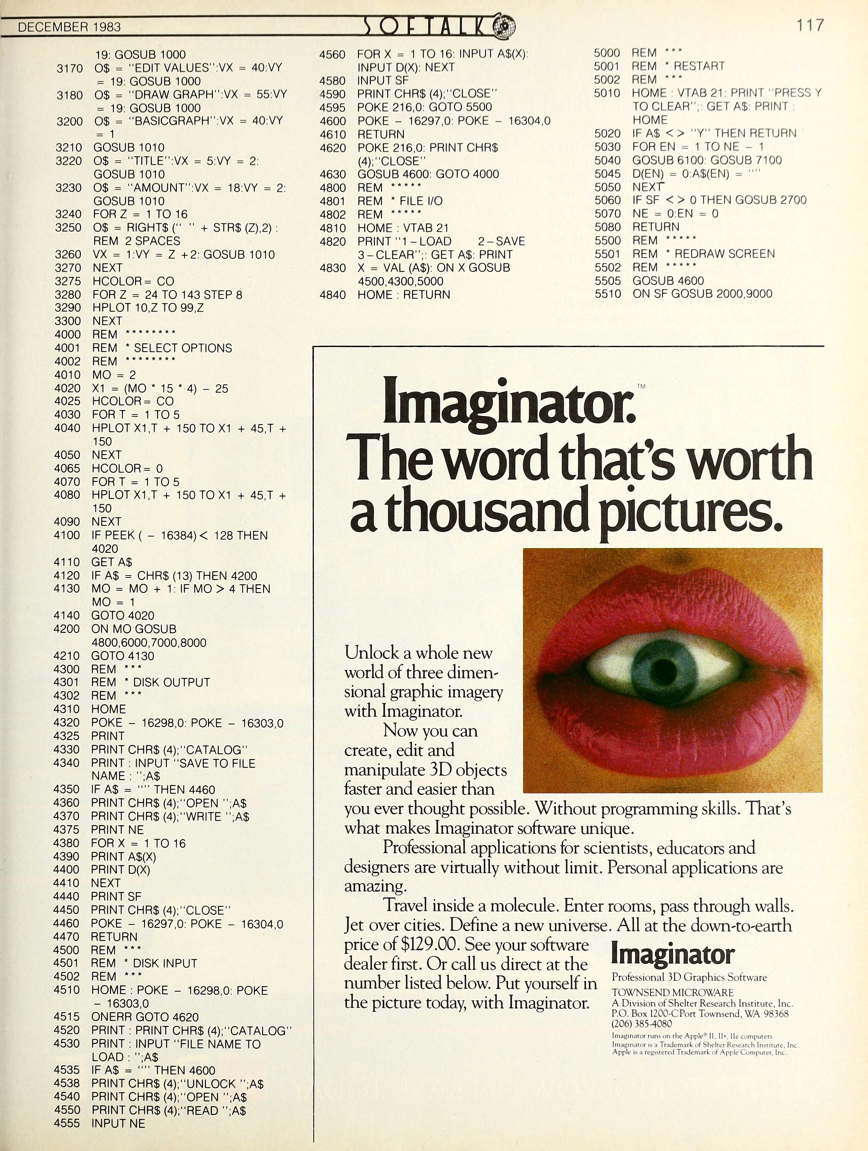 DECEMBER 1983
SOFTALK
117
19: GOSUB 1000
3170 O$ = "EDIT VALUES":VX = 40:VY
= 19: GOSUB 1000
3180 O$ = "DRAW GRAPH":VX = 55:VY
= 19: GOSUB 1000
3200 O$ = "BASICGRAPH":VX = 40:VY
= 1
3210 GOSUB 1010
3220 O$ = "TITLE":VX = 5:VY = 2:
GOSUB 1010
3230 O$ = "AMOUNT":VX = 18:VY = 2:
GOSUB 1010
3240 FOR Z = 1 TO 16
3250 O$ = RIGHT$ ("  " + STR$ (Z),2) :
REM 2 SPACES
3260 VX = 1:VY = Z +2: GOSUB 1010
3270 NEXT
3275 HCOLOR= CO
3280 FOR Z = 24 TO 143 STEP 8
3290 HPLOT 10,Z TO 99,Z
3300 NEXT
4000 REM ********
4001 REM * SELECT OPTIONS
4002 REM ********
4010 MO = 2
4020 X1 = (MO * 15 * 4) - 25
4025 HCOLOR= CO
4030 FOR T = 1 TO 5
4040 HPLOT X1,T + 150 TO X1 + 45,T +
150
4050 NEXT
4065 HCOLOR= 0
4070 FOR T = 1 TO 5
4080 HPLOT X1,T + 150 TO X1 + 45,T +
150
4090 NEXT
4100 IF PEEK ( - 16384) < 128 THEN
4020
4110 GET A$
4120 IF A$ = CHR$ (13) THEN 4200
4130 MO = MO + 1: IF MO > 4 THEN
MO = 1
4140 GOTO 4020
4200 ON MO GOSUB
4800,6000,7000,8000
4210 GOTO 4130
4300 REM ***
4301 REM * DISK OUTPUT
4302 REM ***
4310 HOME
4320 POKE - 16298,0: POKE - 16303,0
4325 PRINT
4330 PRINT CHR$ (4);"CATALOG"
4340 PRINT : INPUT "SAVE TO FILE
NAME : ";A$
4350 IF A$ = "" THEN 4460
4360 PRINT CHR$ (4);"OPEN ";A$
4370 PRINT CHR$ (4);"WRITE ";A$
4375 PRINT NE
4380 FOR X = 1 TO 16
4390 PRINT A$(X)
4400 PRINT D(X)
4410 NEXT
4440 PRINT SF
4450 PRINT CHR$ (4);"CLOSE"
4460 POKE - 16297,0: POKE - 16304,0
4470 RETURN
4500 REM ***
4501 REM * DISK INPUT
4502 REM ***
4510 HOME : POKE - 16298,0: POKE
- 16303,0
4515 ONERR GOTO 4620
4520 PRINT : PRINT CHR$ (4);"CATALOG"
4530 PRINT : INPUT "FILE NAME TO
LOAD : ";A$
4535 IF A$ = "" THEN 4600
4538 PRINT CHR$ (4);"UNLOCK ";A$
4540 PRINT CHR$ (4);"OPEN ";A$
4550 PRINT CHR$ (4);"READ ";A$
4555 INPUT NE
4560 FOR X = 1 TO 16: INPUT A$(X):
INPUT D(X): NEXT
4580 INPUT SF
4590 PRINT CHR$ (4);"CLOSE"
4595 POKE 216,0: GOTO 5500
4600 POKE - 16297,0: POKE - 16304,0
4610 RETURN
4620 POKE 216,0: PRINT CHR$
(4);"CLOSE"
4630 GOSUB 4600: GOTO 4000
4800 REM *****
4801 REM * FILE I/O
4802 REM *****
4810 HOME : VTAB 21
4820 PRINT "1-LOAD    2-SAVE
3-CLEAR";: GET A$: PRINT
4830 X = VAL (A$): ON X GOSUB
4500,4300,5000
4840 HOME : RETURN
5000 REM ***
5001 REM * RESTART
5002 REM ***
5010 HOME : VTAB 21: PRINT "PRESS Y
TO CLEAR";: GET A$: PRINT :
HOME
5020 IF A$ < > "Y" THEN RETURN
5030 FOR EN = 1 TO NE - 1
5040 GOSUB 6100: GOSUB 7100
5045 D(EN) = 0:A$(EN) = ""
5050 NEXT
5060 IF SF < > 0 THEN GOSUB 2700
5070 NE = 0:EN = 0
5080 RETURN
5500 REM *****
5501 REM * REDRAW SCREEN
5502 REM *****
5505 GOSUB 4600
5510 ON SF GOSUB 2000,9000
Imaginator.™
The word that's worth
a thousand pictures.
Unlock a whole new
world of three dimen-
sional graphic imagery
with Imaginator.
Now you can
create, edit and
manipulate 3D objects
faster and easier than
you ever thought possible. Without programming skills. That's
what makes Imaginator software unique.
Professional applications for scientists, educators and
designers are virtually without limit. Personal applications are
amazing.
Travel inside a molecule. Enter rooms, pass through walls.
Jet over cities. Define a new universe. All at the down-to-earth
price of $129.00. See your software
dealer first. Or call us direct at the
number listed below. Put yourself in
the picture today, with Imaginator.
Imaginator
Professional 3D Graphics Software
TOWNSEND MICROWARE
A Division of Shelter Research Institute, Inc.
P.O. Box 1200-C Port Townsend, WA 98368
(206) 385-4080
Imaginator runs on the Apple® II, II+, IIe computers
Imaginator is a Trademark of Shelter Research Institute, Inc.
Apple is a registered Trademark of Apple Computer, Inc.